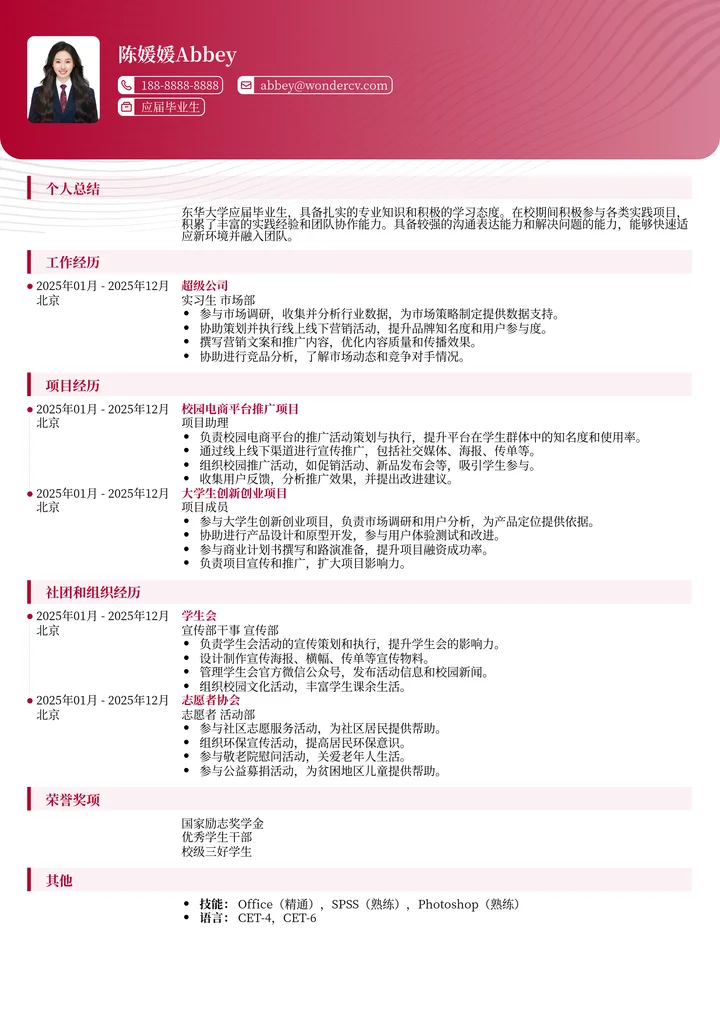 陈媛媛Abbey
188-8888-8888
abbey@wondercv.com
应届毕业生
个人总结
东华大学应届毕业生，具备扎实的专业知识和积极的学习态度。在校期间积极参与各类实践项目，
积累了丰富的实践经验和团队协作能力。具备较强的沟通表达能力和解决问题的能力，能够快速适
应新环境并融入团队。
工作经历
2025年01月 - 2025年12月
北京
超级公司
实习生 市场部
• 参与市场调研，收集并分析行业数据，为市场策略制定提供数据支持。
• 协助策划并执行线上线下营销活动，提升品牌知名度和用户参与度。
• 撰写营销文案和推广内容，优化内容质量和传播效果。
• 协助进行竞品分析，了解市场动态和竞争对手情况。
项目经历
2025年01月 - 2025年12月
北京
校园电商平台推广项目
项目助理
• 负责校园电商平台的推广活动策划与执行，提升平台在学生群体中的知名度和使用率。
• 通过线上线下渠道进行宣传推广，包括社交媒体、海报、传单等。
• 组织校园推广活动，如促销活动、新品发布会等，吸引学生参与。
• 收集用户反馈，分析推广效果，并提出改进建议。
2025年01月 - 2025年12月
北京
大学生创新创业项目
项目成员
• 参与大学生创新创业项目，负责市场调研和用户分析，为产品定位提供依据。
• 协助进行产品设计和原型开发，参与用户体验测试和改进。
• 参与商业计划书撰写和路演准备，提升项目融资成功率。
• 负责项目宣传和推广，扩大项目影响力。
社团和组织经历
2025年01月 - 2025年12月
北京
学生会
宣传部干事 宣传部
• 负责学生会活动的宣传策划和执行，提升学生会的影响力。
• 设计制作宣传海报、横幅、传单等宣传物料。
• 管理学生会官方微信公众号，发布活动信息和校园新闻。
• 组织校园文化活动，丰富学生课余生活。
2025年01月 - 2025年12月
北京
志愿者协会
志愿者 活动部
• 参与社区志愿服务活动，为社区居民提供帮助。
• 组织环保宣传活动，提高居民环保意识。
• 参与敬老院慰问活动，关爱老年人生活。
• 参与公益募捐活动，为贫困地区儿童提供帮助。
荣誉奖项
国家励志奖学金
优秀学生干部
校级三好学生
其他
• 技能： Office（精通），SPSS（熟练），Photoshop（熟练）
• 语言： CET-4，CET-6